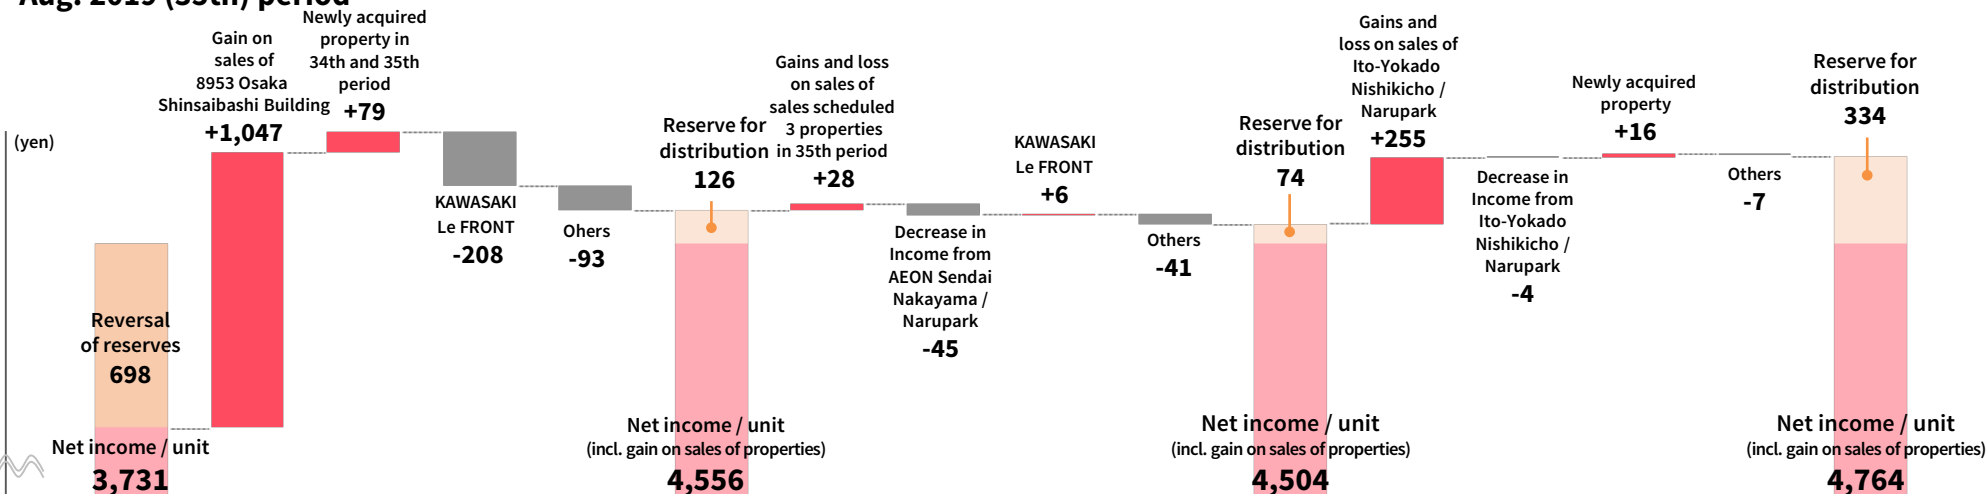 Aug. 2019 (35th) period
(yen)
Reversal
of reserves
698
Net income / unit
3,731
Gain on
sales of
8953 Osaka
Shinsaibashi Building
+1,047
Newly acquired
property in
34th and 35th
period
+79
KAWASAKI
Le FRONT
-208
Ohers
-93
Reserve for
distribution
126
Net income / unit
(incl. gain on sales of properties)
4,556
Gains and loss
on sales of
sales scheduled
3 properties
in 35th period
+28
Decrease in
Income from
AEON Sendai
Nakayama /
Narupark
-45
KAWASAKI
Le FRONT
+6
Others
-41
Reserve for
distribution
74
Net income / unit
(incl. gain on sales of properties)
4,504
Gains and
loss on sales of
Ito-Yokado
Nishikicho /
Narupark
+255
Decrease in
Income from
Ito-Yokado
Nishikicho /
Narupark
-4
Newly acquired
property
+16
Others
-7
Reserve for
distribution
334
Net income / unit
(incl. gain on sales of properties)
4,764